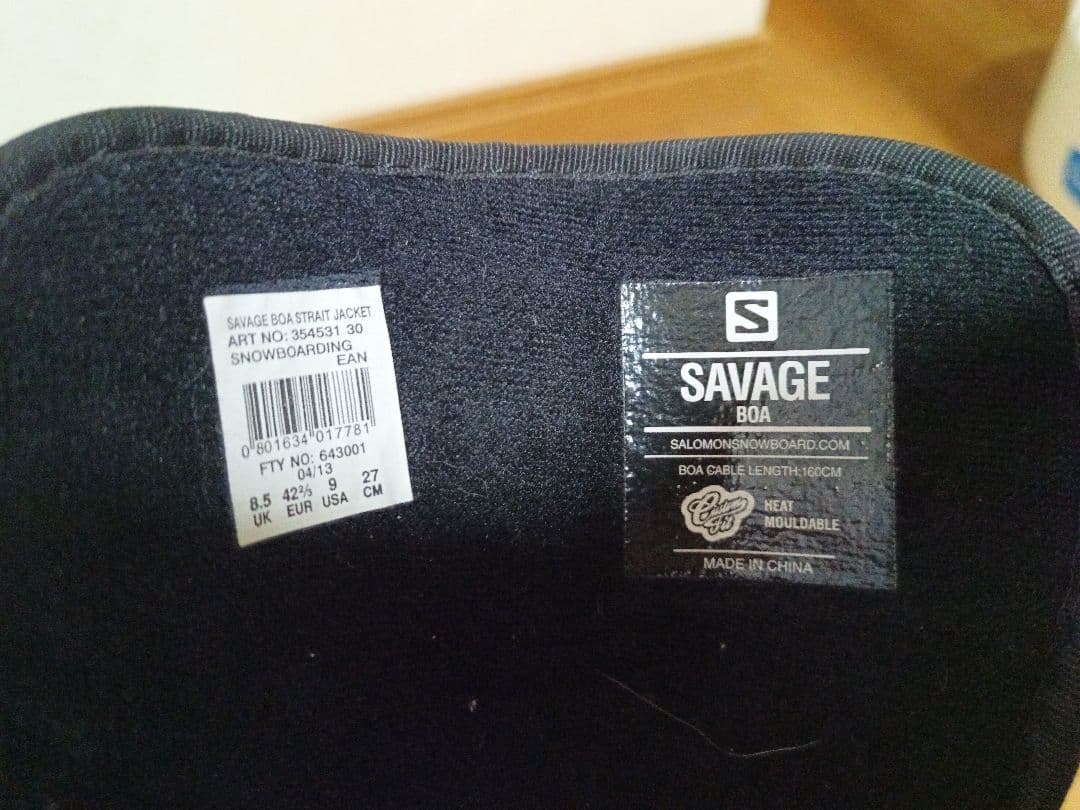 SAVAGE BOA STRAIT JACKET
ART NO: 354531 30
SNOWBOARDING
EAN
0 801634 017781
FTY NO: 643001
04/13
8.5 42⅔ 9 27
UK EUR USA CM
S
SAVAGE
BOA
SALOMONSNOWBOARD.COM
BOA CABLE LENGTH:160CM
Custom Fit
HEAT
MOULDABLE
MADE IN CHINA